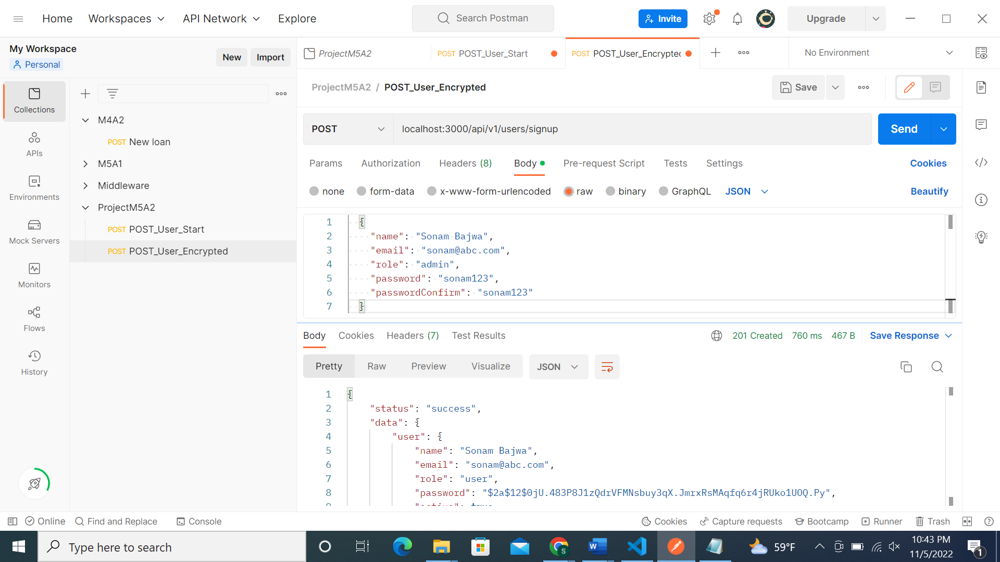 Home
Workspaces
API Network
Explore
Search Postman
Invite
Upgrade
My Workspace
Personal
New
Import
ProjectM5A2
POST POST_User_Start
POST POST_User_Encrypted
No Environment
Collections
APIs
Environments
Mock Servers
Monitors
Flows
History
M4A2
POST New loan
M5A1
Middleware
ProjectM5A2
POST POST_User_Start
POST POST_User_Encrypted
ProjectM5A2 / POST_User_Encrypted
Save
POST
localhost:3000/api/v1/users/signup
Send
Params Authorization Headers (8) Body Pre-request Script Tests Settings
Cookies
none form-data x-www-form-urlencoded raw binary GraphQL JSON
Beautify
1 {
2 "name": "Sonam Bajwa",
3 "email": "sonam@abc.com",
4 "role": "admin",
5 "password": "sonam123",
6 "passwordConfirm": "sonam123"
7 }
Body Cookies Headers (7) Test Results
201 Created 760 ms 467 B Save Response
Pretty Raw Preview Visualize JSON
1 {
2 "status": "success",
3 "data": {
4 "user": {
5 "name": "Sonam Bajwa",
6 "email": "sonam@abc.com",
7 "role": "user",
8 "password": "$2a$12$0jU.483P8J1zQdrVFMNsbuy3qX.JmrxRsMAqfq6r4jRUko1UOQ.Py",
Online Find and Replace Console
Cookies Capture requests Bootcamp Runner Trash
Type here to search
S
W
59°F
10:43 PM
11/5/2022
1